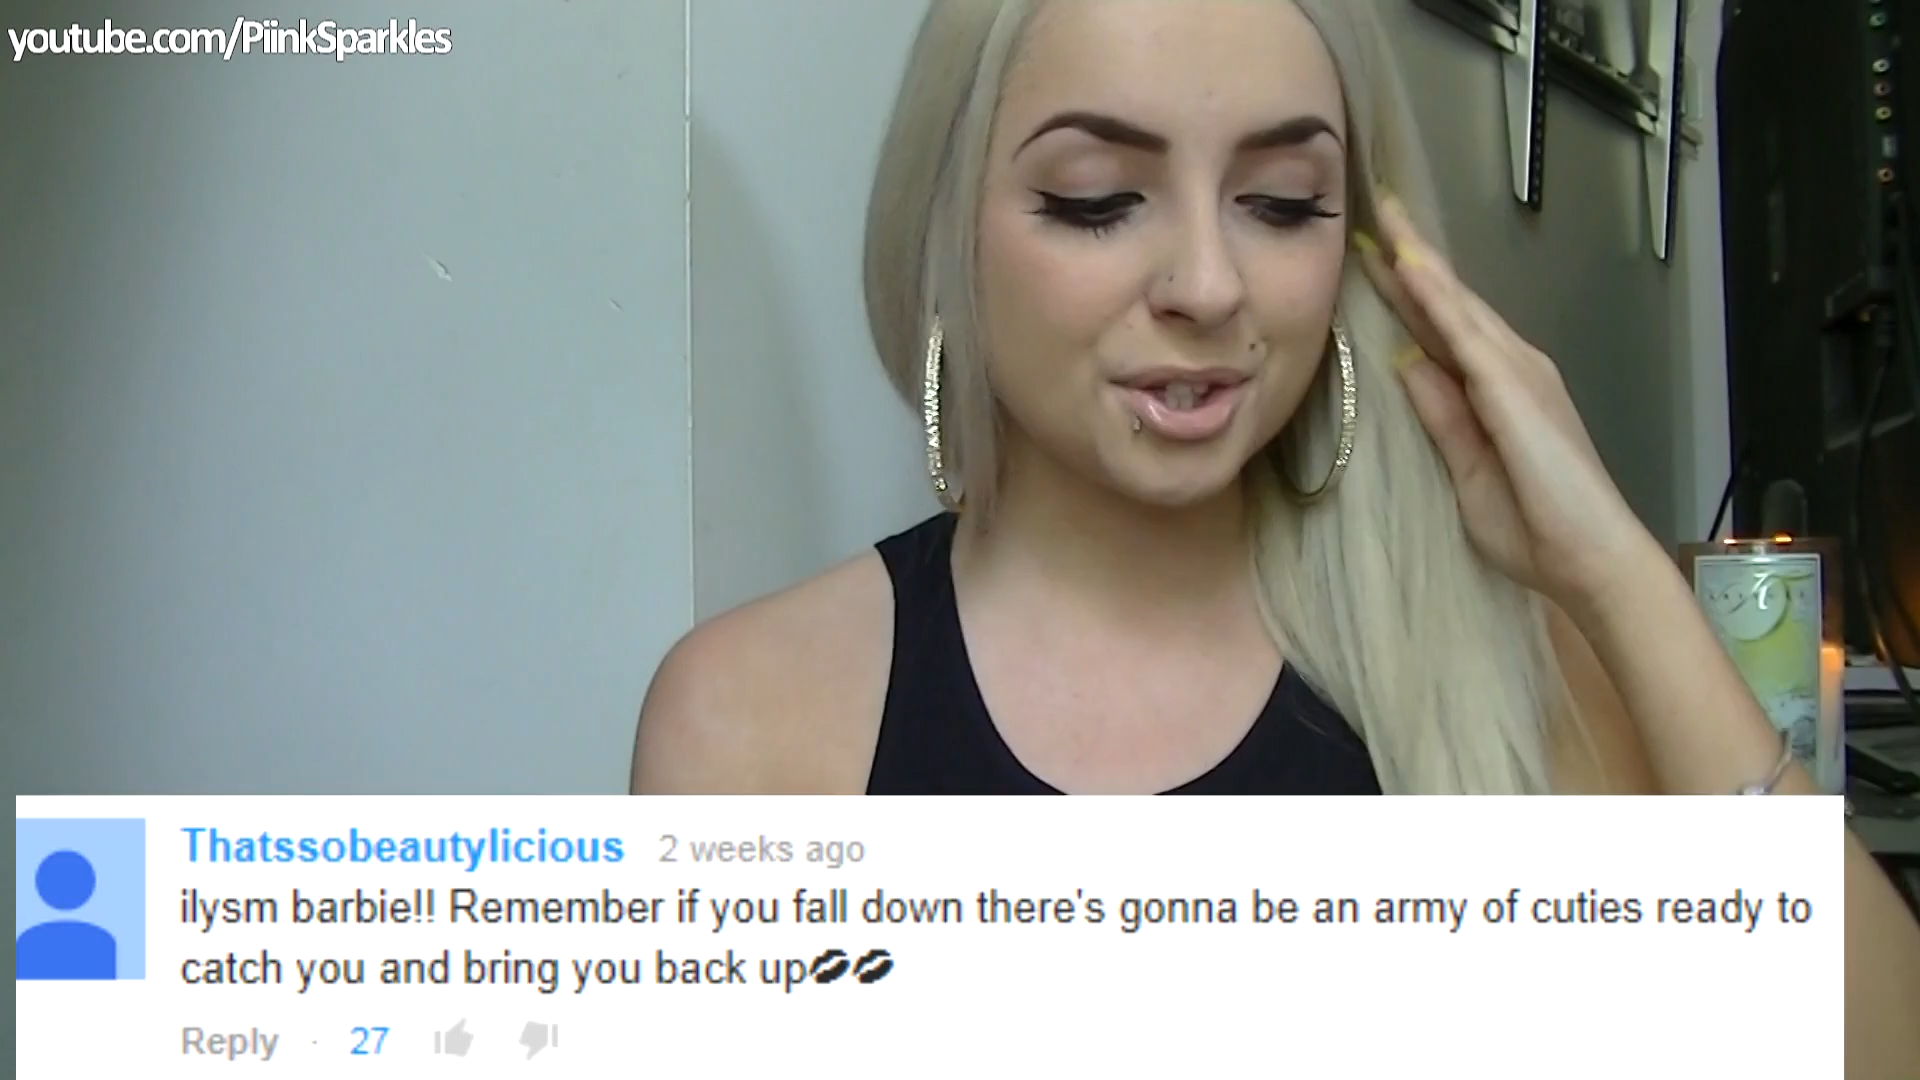 youtube.com/PiinkSparkles
Thatssobeautylicious 2 weeks ago
ilysm barbie!! Remember if you fall down there's gonna be an army of cuties ready to
catch you and bring you back up💋💋
Reply · 27